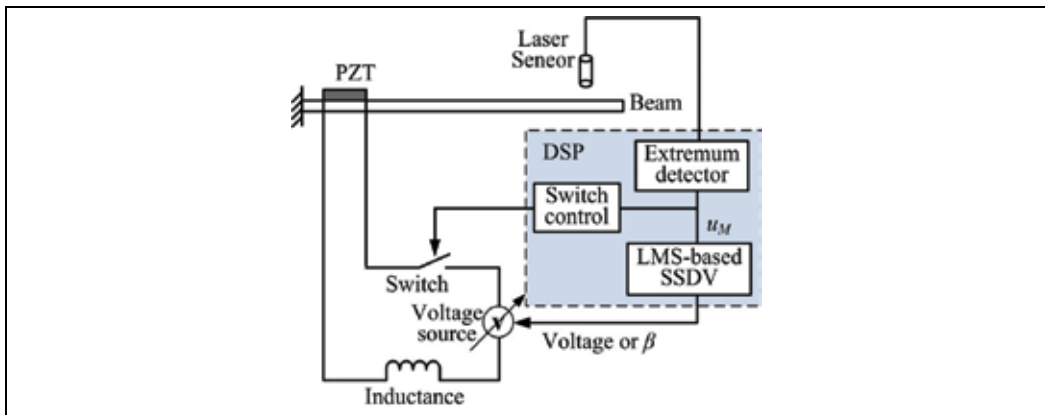 Laser
Seneor
PZT
Beam
DSP
Extremum
detector
Switch
control
u_M
LMS-based
SSDV
Switch
Voltage
source
V
Voltage or β
Inductance